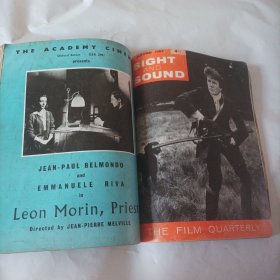 THE ACADEMY CINEMA
presents
JEAN-PAUL BELMONDO
AND
EMMANUELE RIVA
in
Leon Morin, Priest
Directed by JEAN-PIERRE MELVILLE
SIGHT
AND
SOUND
THE FILM QUARTERLY